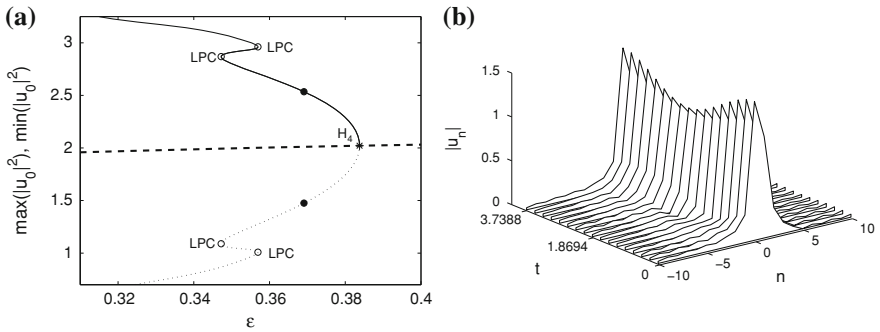 (a)
max(|u₀|²), min(|u₀|²)
3
2.5
2
1.5
1
LPC
LPC
H₄
LPC
LPC
0.32
0.34
0.36
0.38
0.4
ε
(b)
|uₙ|
1.5
1
0.5
0
3.7388
1.8694
0
t
−10
−5
0
5
10
n